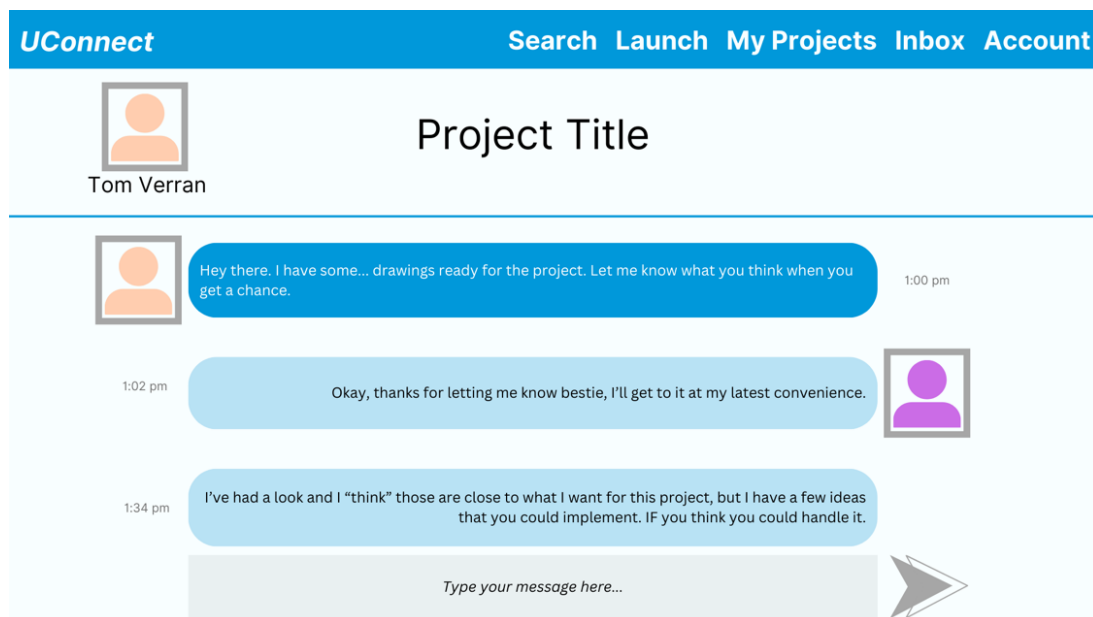 UConnect
Search Launch My Projects Inbox Account
Project Title
Tom Verran
Hey there. I have some... drawings ready for the project. Let me know what you think when you
get a chance.
1:00 pm
1:02 pm
Okay, thanks for letting me know bestie, I’ll get to it at my latest convenience.
1:34 pm
I’ve had a look and I “think” those are close to what I want for this project, but I have a few ideas
that you could implement. IF you think you could handle it.
Type your message here...